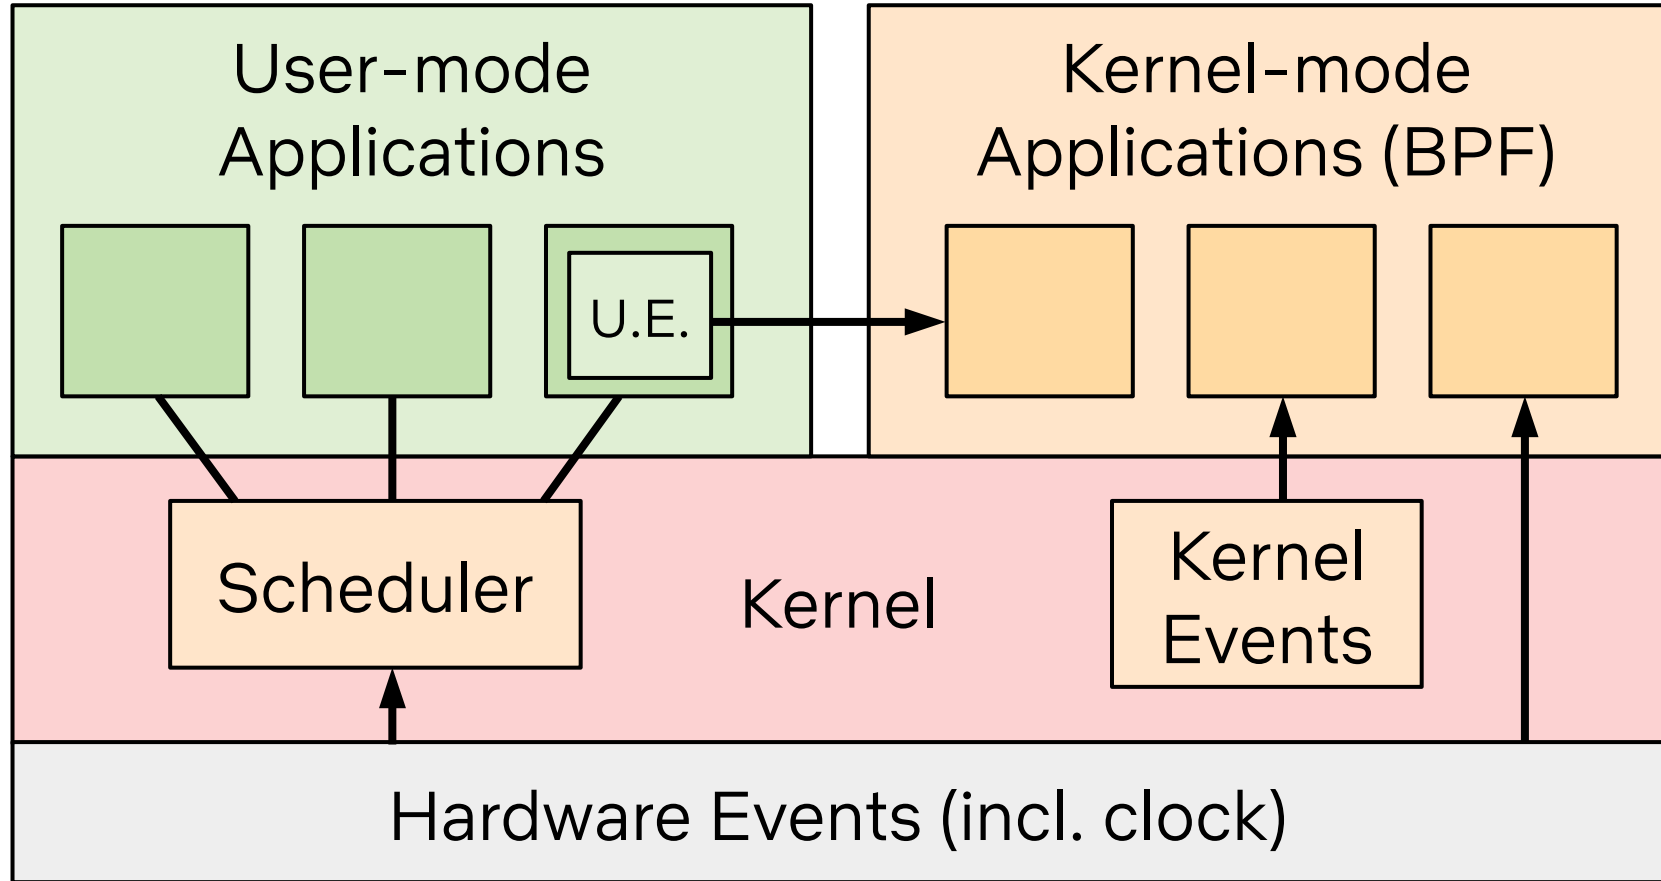 User-mode
Applications
Kernel-mode
Applications (BPF)
U.E.
Scheduler
Kernel
Kernel
Events
Hardware Events (incl. clock)